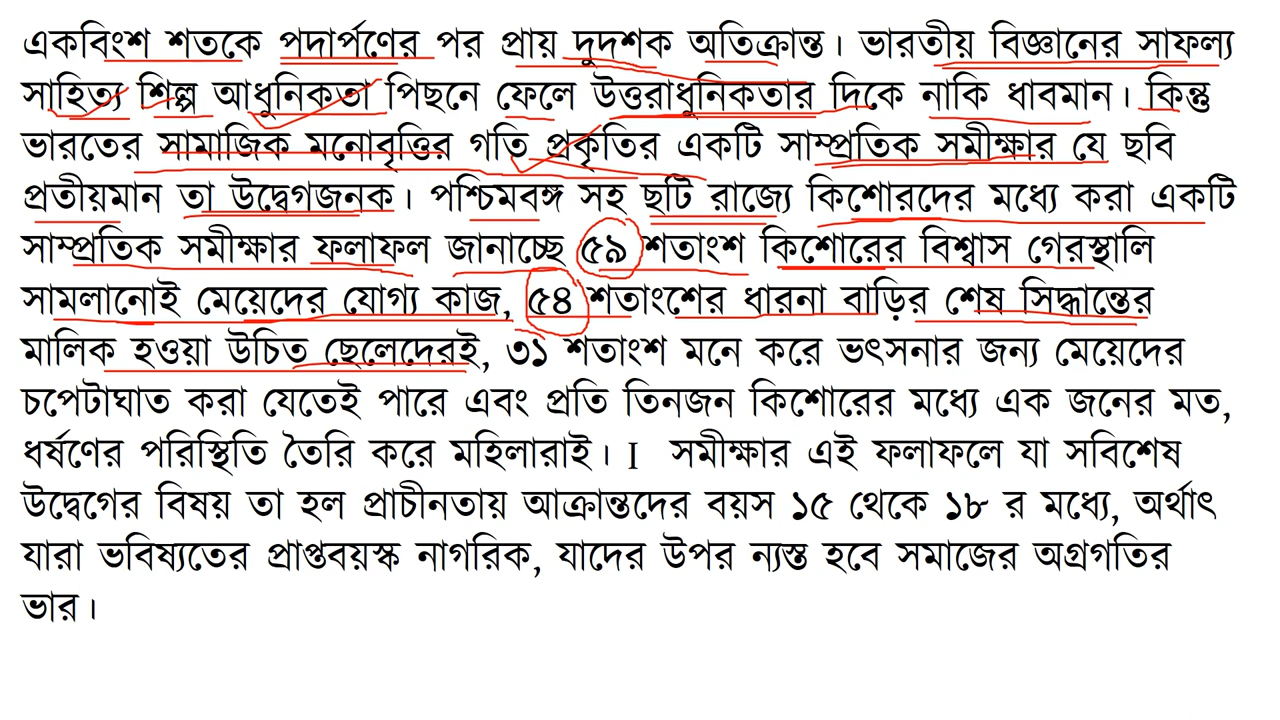 একবিংশ শতকে পদার্পণের পর প্রায় দুদশক অতিক্রান্ত। ভারতীয় বিজ্ঞানের সাফল্য
সাহিত্য শিল্প আধুনিকতা পিছনে ফেলে উত্তরাধুনিকতার দিকে নাকি ধাবমান। কিন্তু
ভারতের সামাজিক মনোবৃত্তির গতি প্রকৃতির একটি সাম্প্রতিক সমীক্ষার যে ছবি
প্রতীয়মান তা উদ্বেগজনক। পশ্চিমবঙ্গ সহ ছটি রাজ্যে কিশোরদের মধ্যে করা একটি
সাম্প্রতিক সমীক্ষার ফলাফল জানাচ্ছে ৫৯ শতাংশ কিশোরের বিশ্বাস গেরস্থালি
সামলানোই মেয়েদের যোগ্য কাজ, ৫৪ শতাংশের ধারনা বাড়ির শেষ সিদ্ধান্তের
মালিক হওয়া উচিত ছেলেদেরই, ৩১ শতাংশ মনে করে ভৎসনার জন্য মেয়েদের
চপেটাঘাত করা যেতেই পারে এবং প্রতি তিনজন কিশোরের মধ্যে এক জনের মত,
ধর্ষণের পরিস্থিতি তৈরি করে মহিলারাই। I সমীক্ষার এই ফলাফলে যা সবিশেষ
উদ্বেগের বিষয় তা হল প্রাচীনতায় আক্রান্তদের বয়স ১৫ থেকে ১৮ র মধ্যে, অর্থাৎ
যারা ভবিষ্যতের প্রাপ্তবয়স্ক নাগরিক, যাদের উপর ন্যস্ত হবে সমাজের অগ্রগতির
ভার।